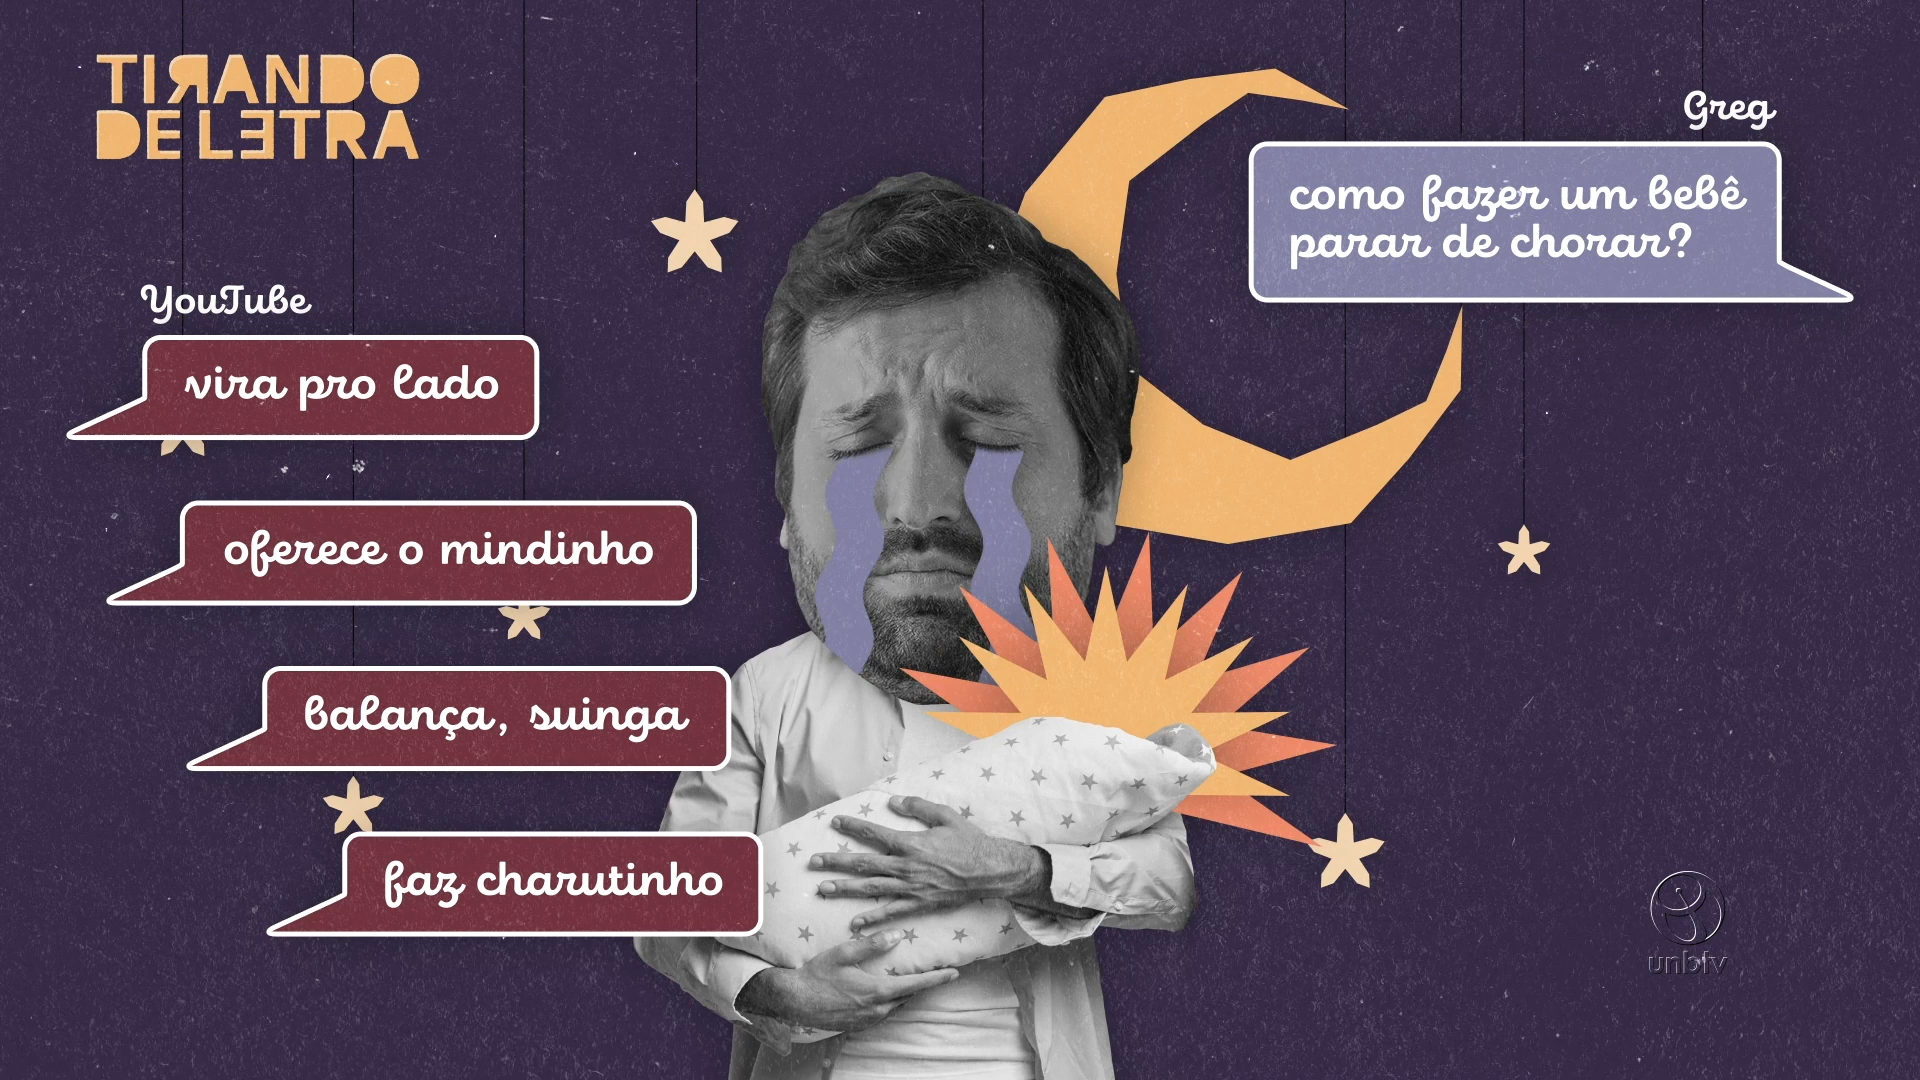 TIRANDO
DE LETRA
Greg
como fazer um bebê
parar de chorar?
YouTube
vira pro lado
oferece o mindinho
balança, suinga
faz charutinho
unbtv